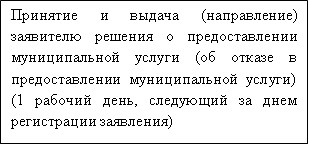 Принятие и выдача (направление)
заявителю решения о предоставлении
муниципальной услуги (об отказе в
предоставлении муниципальной услуги)
(1 рабочий день, следующий за днем
регистрации заявления)